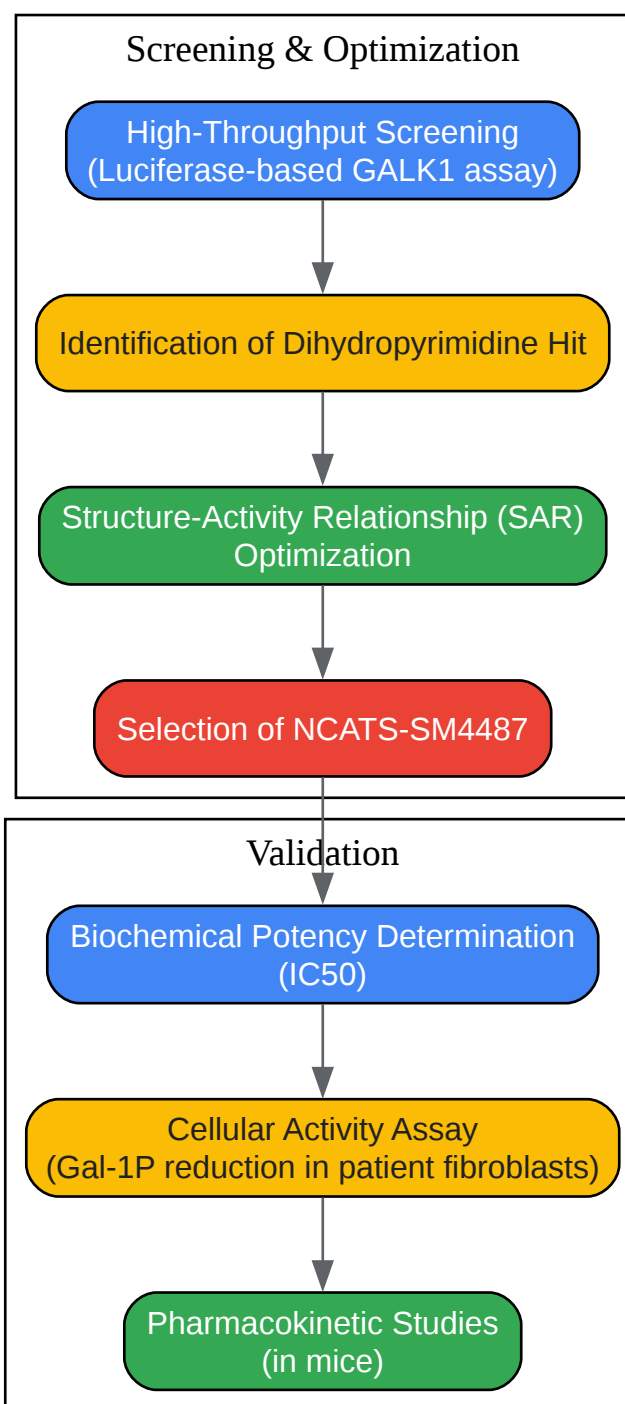 Screening & Optimization
High-Throughput Screening
(Luciferase-based GALK1 assay)
Identification of Dihydropyrimidine Hit
Structure-Activity Relationship (SAR)
Optimization
Selection of NCATS-SM4487
Validation
Biochemical Potency Determination
(IC50)
Cellular Activity Assay
(Gal-1P reduction in patient fibroblasts)
Pharmacokinetic Studies
(in mice)